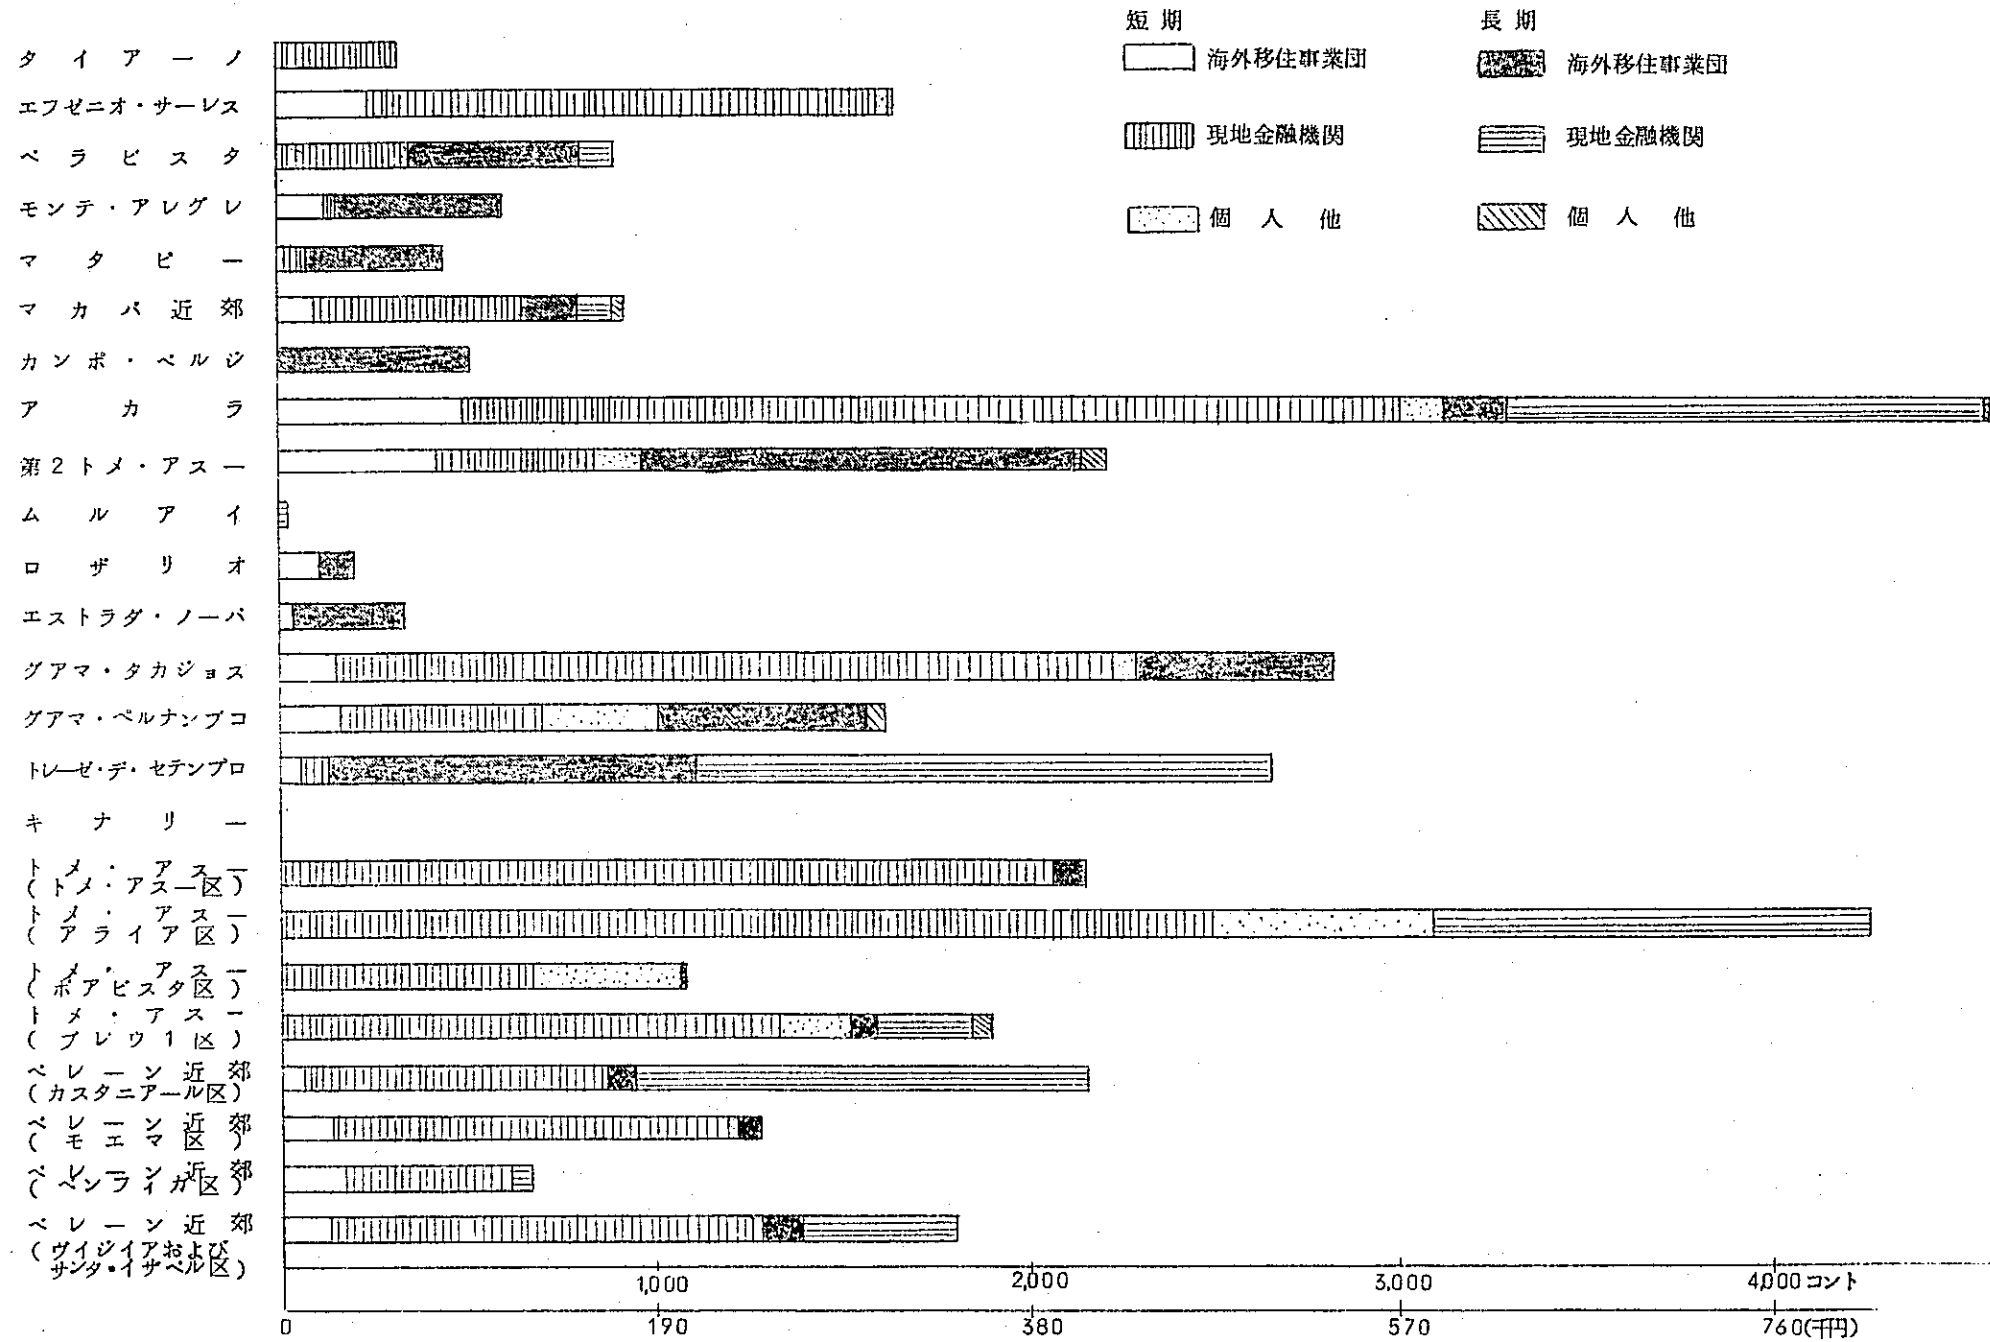 短期 長期
海外移住事業団 海外移住事業団
現地金融機関 現地金融機関
個人他 個人他
タイアーノ
エフゼニオ・サーレス
ベラビスタ
モンテ・アレグレ
マタピー
マカパ近郊
カンポ・ベルジ
アカラ
第2トメ・アスー
ムルアイ
ロザリオ
エストラダ・ノーバ
グアマ・タカジョス
グアマ・ペルナンブコ
トレーゼ・デ・セテンブロ
キナリー
トメ・アスー
(トメ・アスー区)
トメ・アスー
(アライア区)
トメ・アスー
(ボアビスタ区)
トメ・アスー
(ブレウ1区)
ベレーン近郊
(カスタニアール区)
ベレーン近郊
(モエマ区)
ベレーン近郊
(ベンフィカ区)
ベレーン近郊
(ヴイジイアおよび
サンタ・イサベル区)
1,000 2,000 3,000 4,000 コント
0 190 380 570 760(千円)